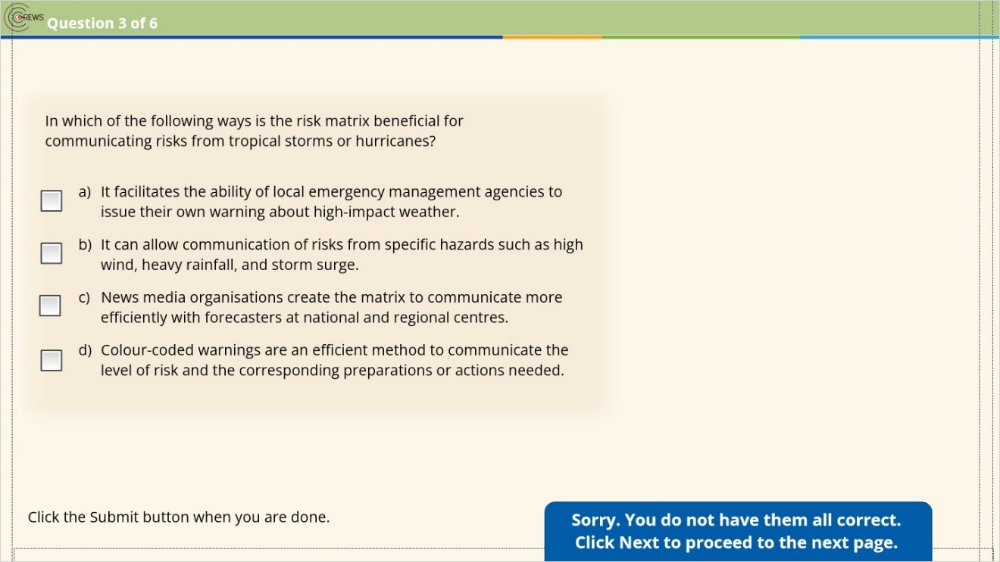 CREWS
Question 3 of 6
In which of the following ways is the risk matrix beneficial for
communicating risks from tropical storms or hurricanes?
a) It facilitates the ability of local emergency management agencies to
issue their own warning about high-impact weather.
b) It can allow communication of risks from specific hazards such as high
wind, heavy rainfall, and storm surge.
c) News media organisations create the matrix to communicate more
efficiently with forecasters at national and regional centres.
d) Colour-coded warnings are an efficient method to communicate the
level of risk and the corresponding preparations or actions needed.
Click the Submit button when you are done.
Sorry. You do not have them all correct.
Click Next to proceed to the next page.